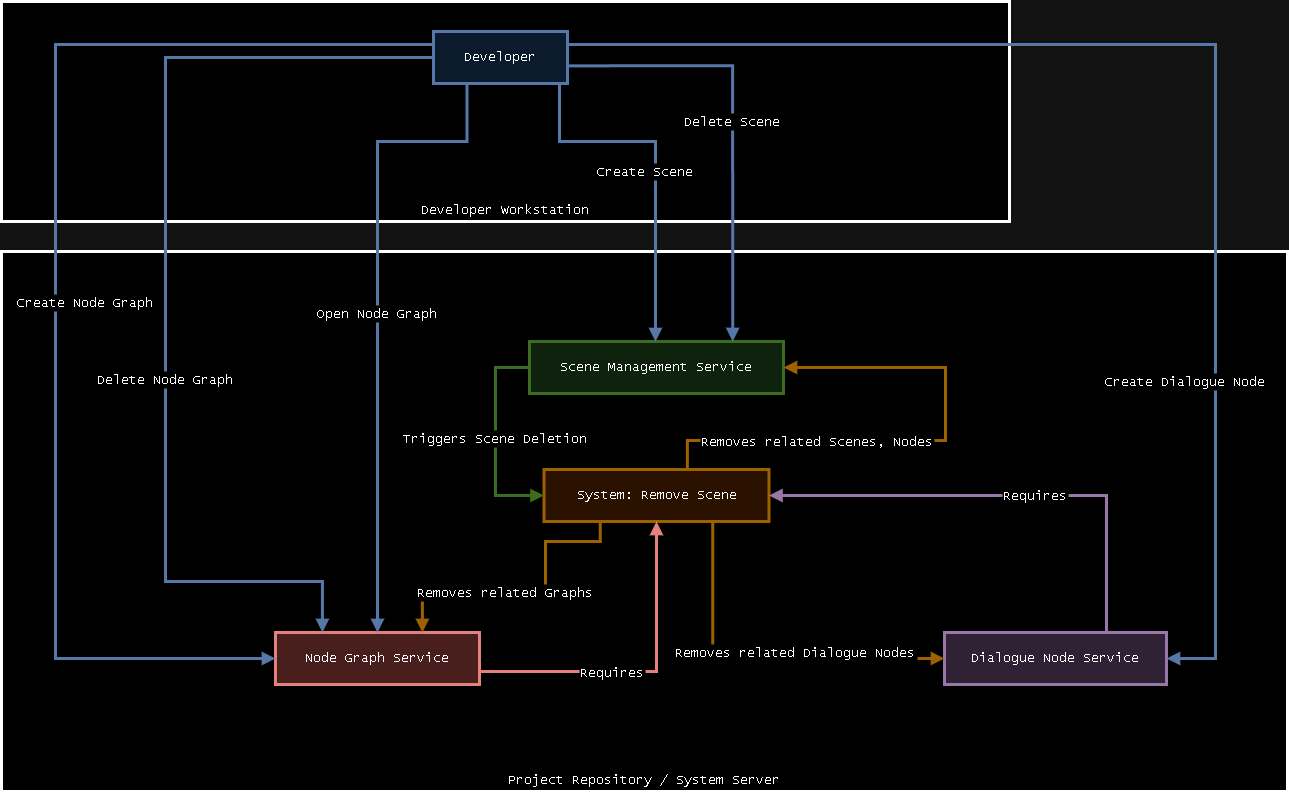 Developer
Delete Scene
Create Scene
Developer Workstation
Create Node Graph
Open Node Graph
Scene Management Service
Delete Node Graph
Create Dialogue Node
Triggers Scene Deletion
Removes related Scenes, Nodes
System: Remove Scene
Requires
Removes related Graphs
Removes related Dialogue Nodes
Node Graph Service
Dialogue Node Service
Requires
Project Repository / System Server